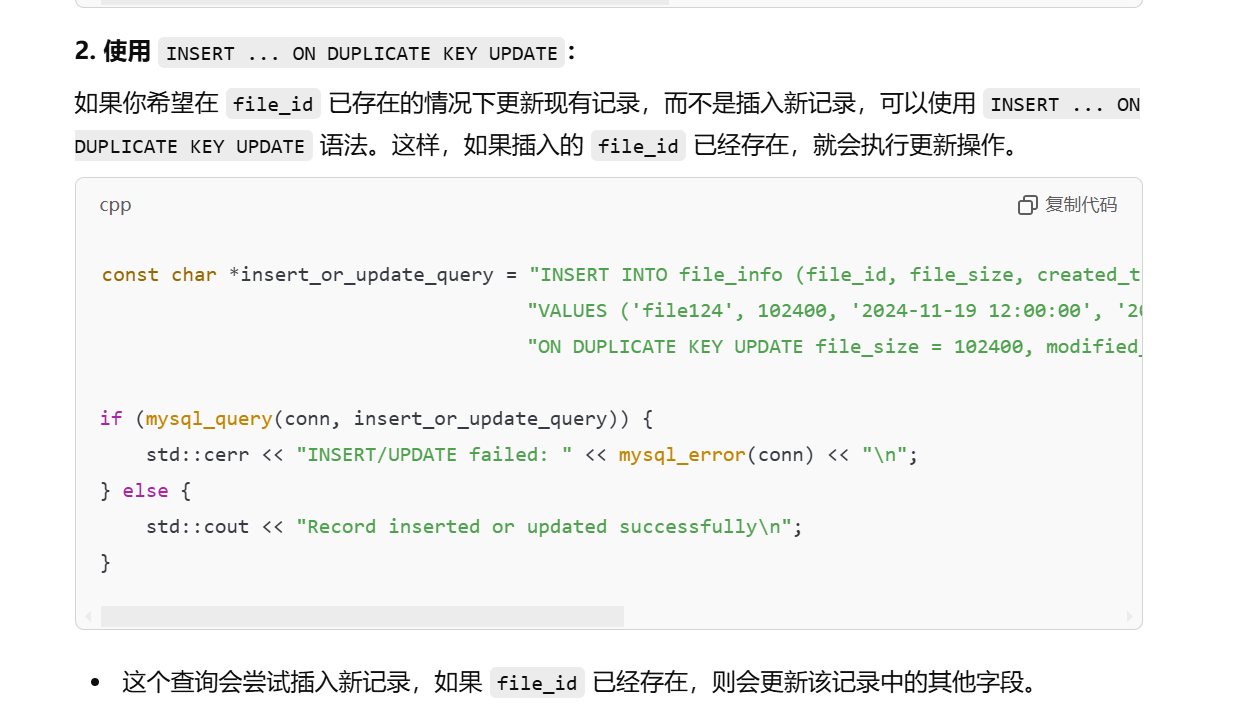 2. 使用 INSERT ... ON DUPLICATE KEY UPDATE：
如果你希望在 file_id 已存在的情况下更新现有记录，而不是插入新记录，可以使用 INSERT ... ON
DUPLICATE KEY UPDATE 语法。这样，如果插入的 file_id 已经存在，就会执行更新操作。
cpp 复制代码
const char *insert_or_update_query = "INSERT INTO file_info (file_id, file_size, created_t
"VALUES ('file124', 102400, '2024-11-19 12:00:00', '20
"ON DUPLICATE KEY UPDATE file_size = 102400, modified_
if (mysql_query(conn, insert_or_update_query)) {
    std::cerr << "INSERT/UPDATE failed: " << mysql_error(conn) << "\n";
} else {
    std::cout << "Record inserted or updated successfully\n";
}
• 这个查询会尝试插入新记录，如果 file_id 已经存在，则会更新该记录中的其他字段。